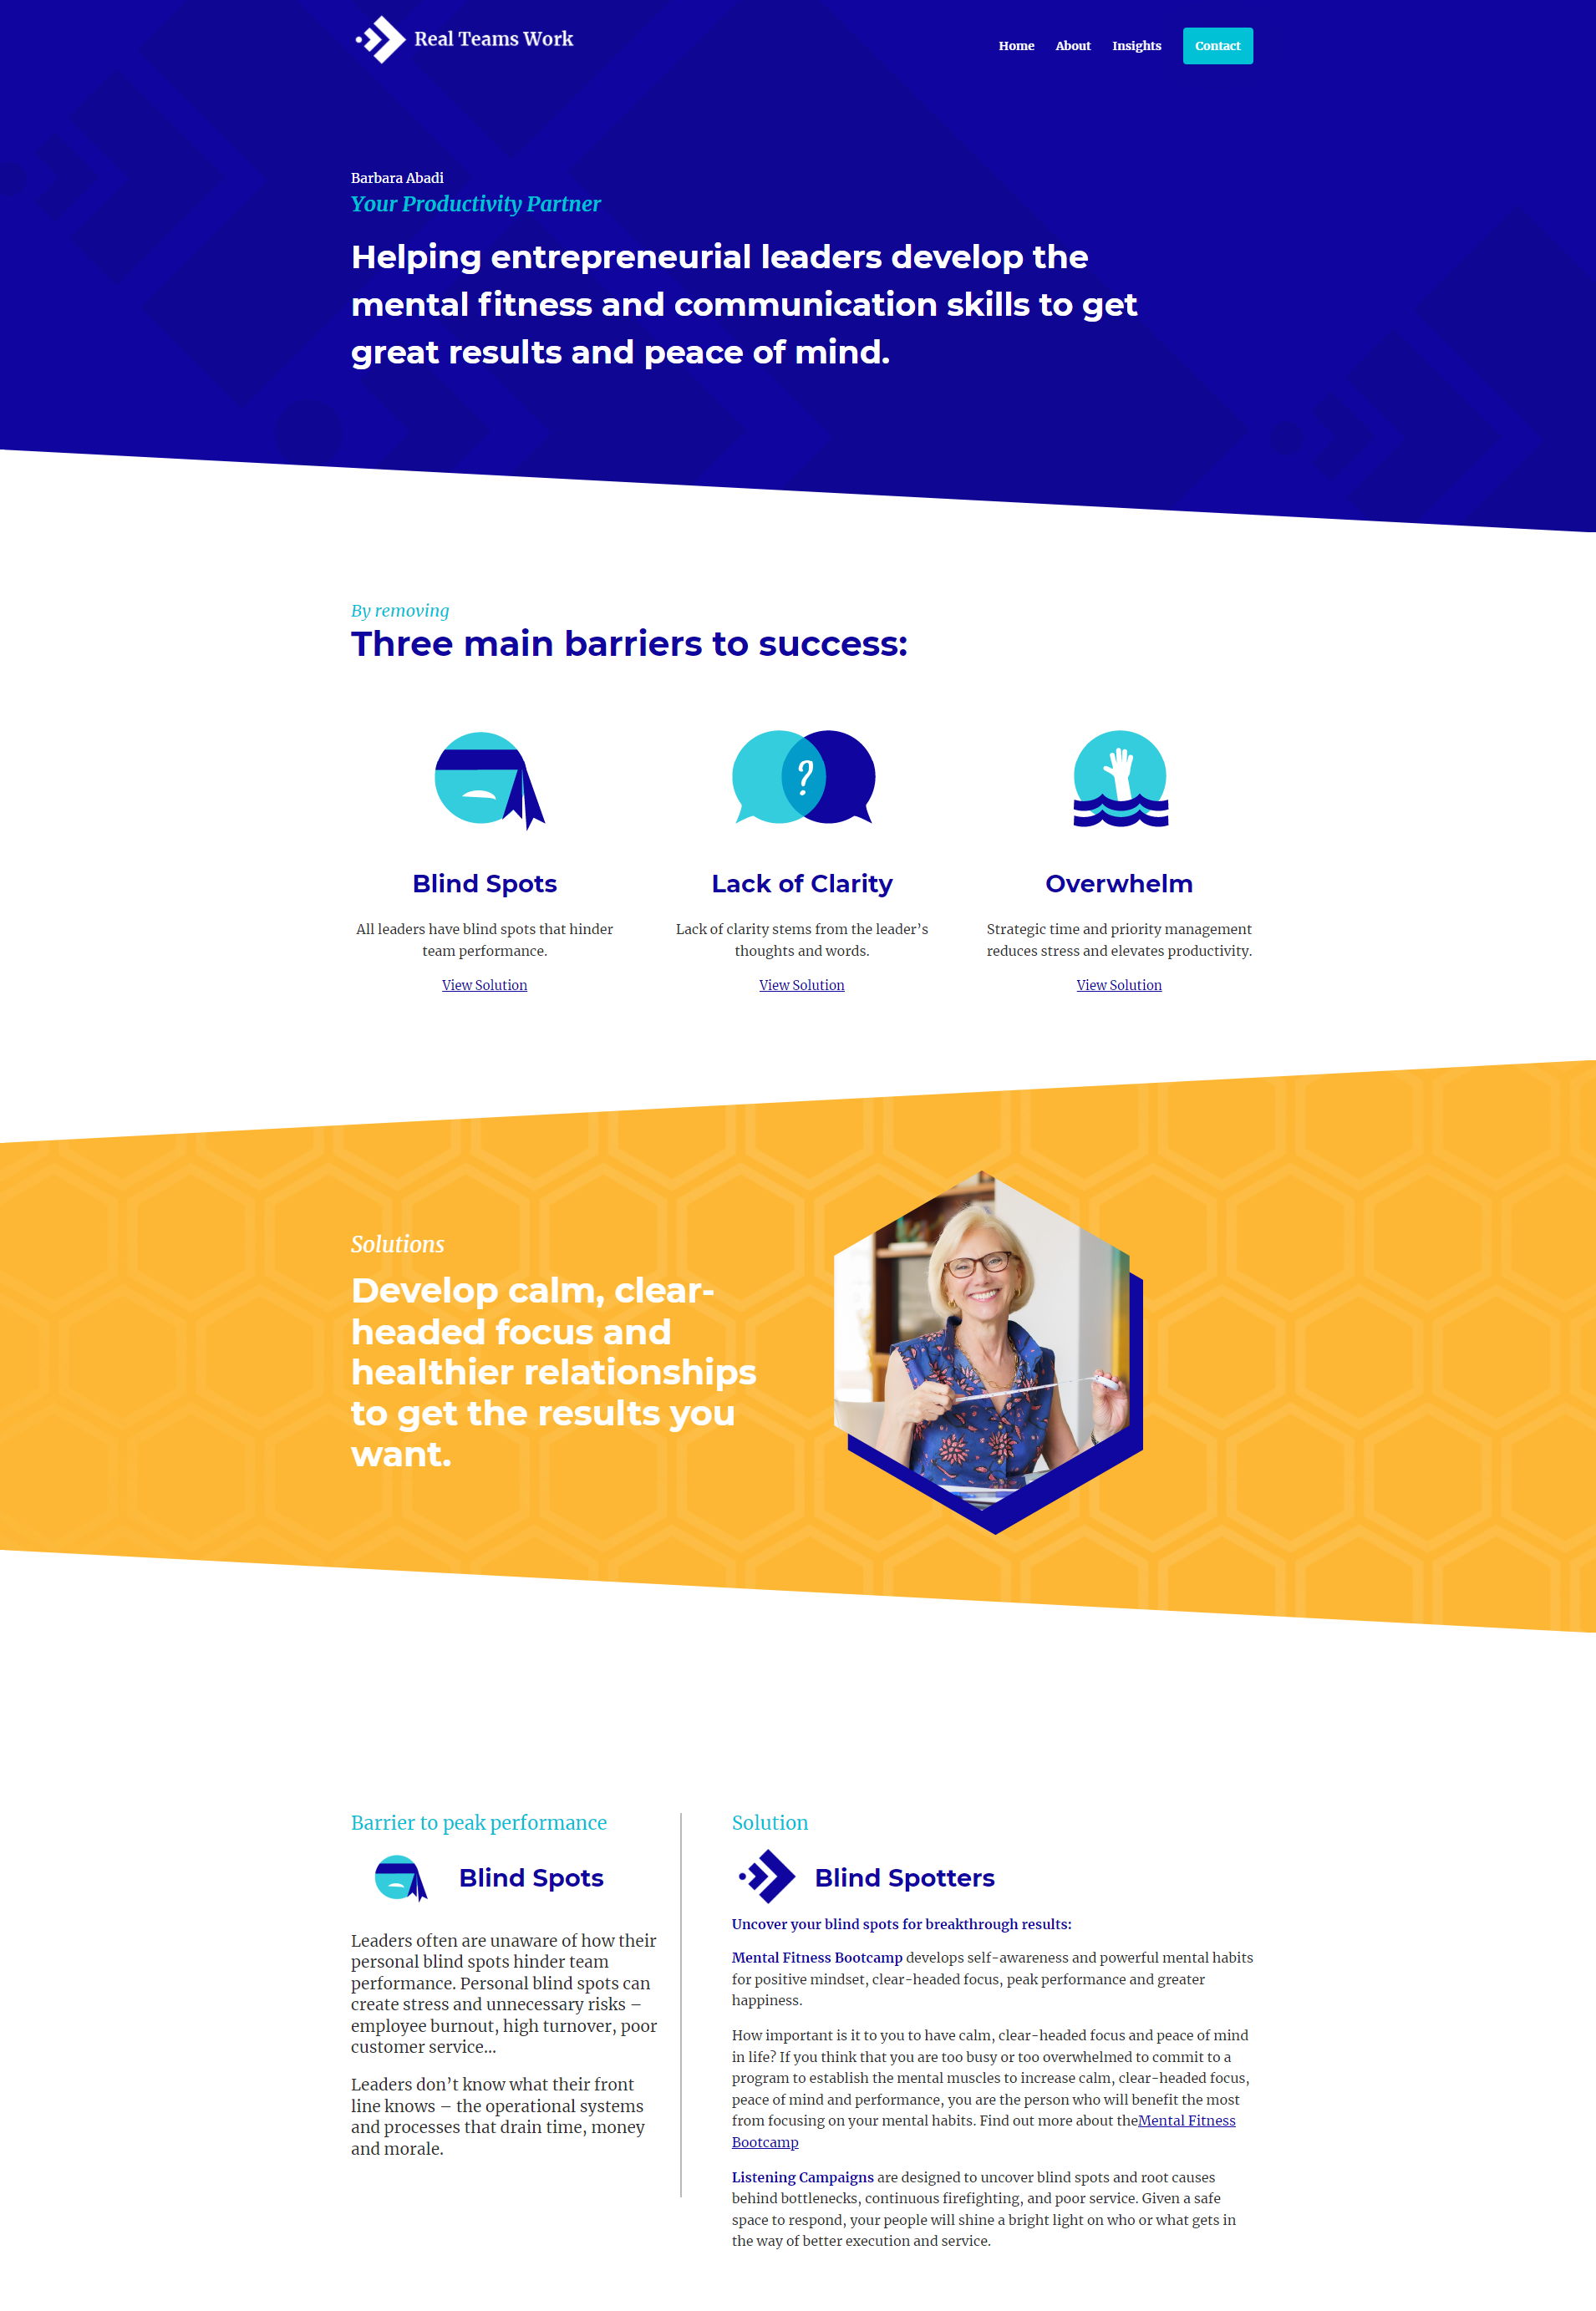 Real Teams Work
Home About Insights Contact
Barbara Abadi
Your Productivity Partner
Helping entrepreneurial leaders develop the
mental fitness and communication skills to get
great results and peace of mind.
By removing
Three main barriers to success:
?
Blind Spots
All leaders have blind spots that hinder
team performance.
View Solution
Lack of Clarity
Lack of clarity stems from the leader’s
thoughts and words.
View Solution
Overwhelm
Strategic time and priority management
reduces stress and elevates productivity.
View Solution
Solutions
Develop calm, clear-
headed focus and
healthier relationships
to get the results you
want.
Barrier to peak performance
Blind Spots
Leaders often are unaware of how their
personal blind spots hinder team
performance. Personal blind spots can
create stress and unnecessary risks –
employee burnout, high turnover, poor
customer service…
Leaders don’t know what their front
line knows – the operational systems
and processes that drain time, money
and morale.
Solution
Blind Spotters
Uncover your blind spots for breakthrough results:
Mental Fitness Bootcamp develops self-awareness and powerful mental habits
for positive mindset, clear-headed focus, peak performance and greater
happiness.
How important is it to you to have calm, clear-headed focus and peace of mind
in life? If you think that you are too busy or too overwhelmed to commit to a
program to establish the mental muscles to increase calm, clear-headed focus,
peace of mind and performance, you are the person who will benefit the most
from focusing on your mental habits. Find out more about theMental Fitness
Bootcamp
Listening Campaigns are designed to uncover blind spots and root causes
behind bottlenecks, continuous firefighting, and poor service. Given a safe
space to respond, your people will shine a bright light on who or what gets in
the way of better execution and service.